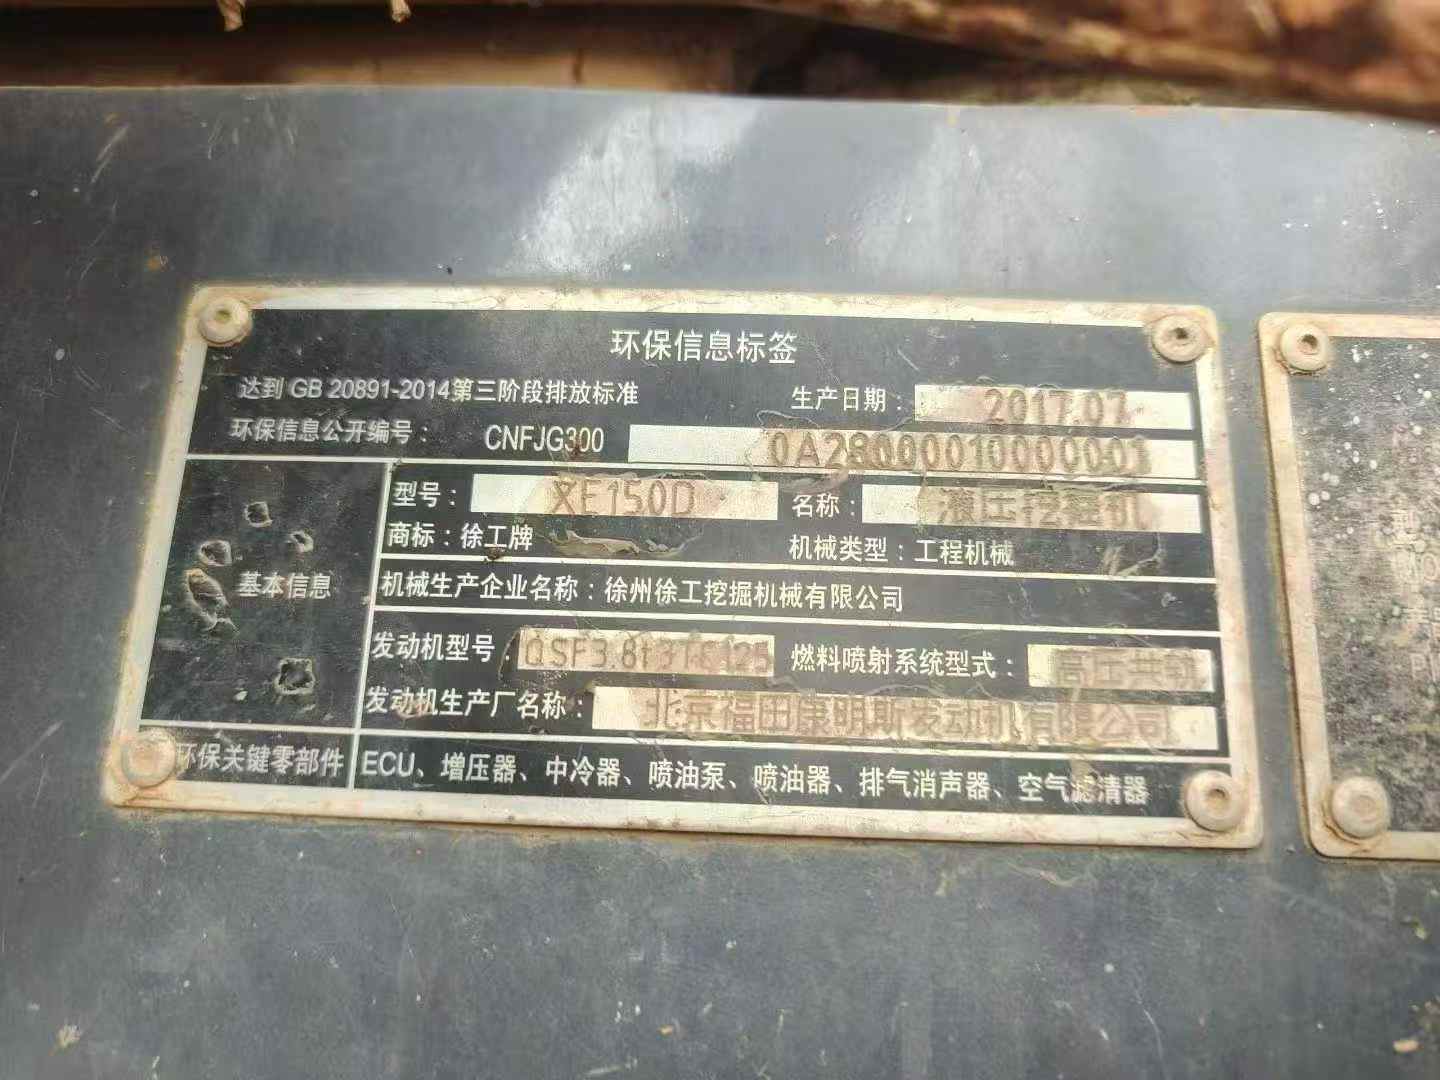 环保信息标签
达到 GB 20891-2014第三阶段排放标准 生产日期： 2017.07
环保信息公开编号： CNFJG300 0A28000010000001
型号： XE150D 名称： 液压挖掘机
商标：徐工牌 机械类型：工程机械
基本信息
机械生产企业名称：徐州徐工挖掘机械有限公司
发动机型号： QSF3.8t3 燃料喷射系统型式： 高压共轨
发动机生产厂名称： 北京福田康明斯发动机有限公司
环保关键零部件 ECU、增压器、中冷器、喷油泵、喷油器、排气消声器、空气滤清器